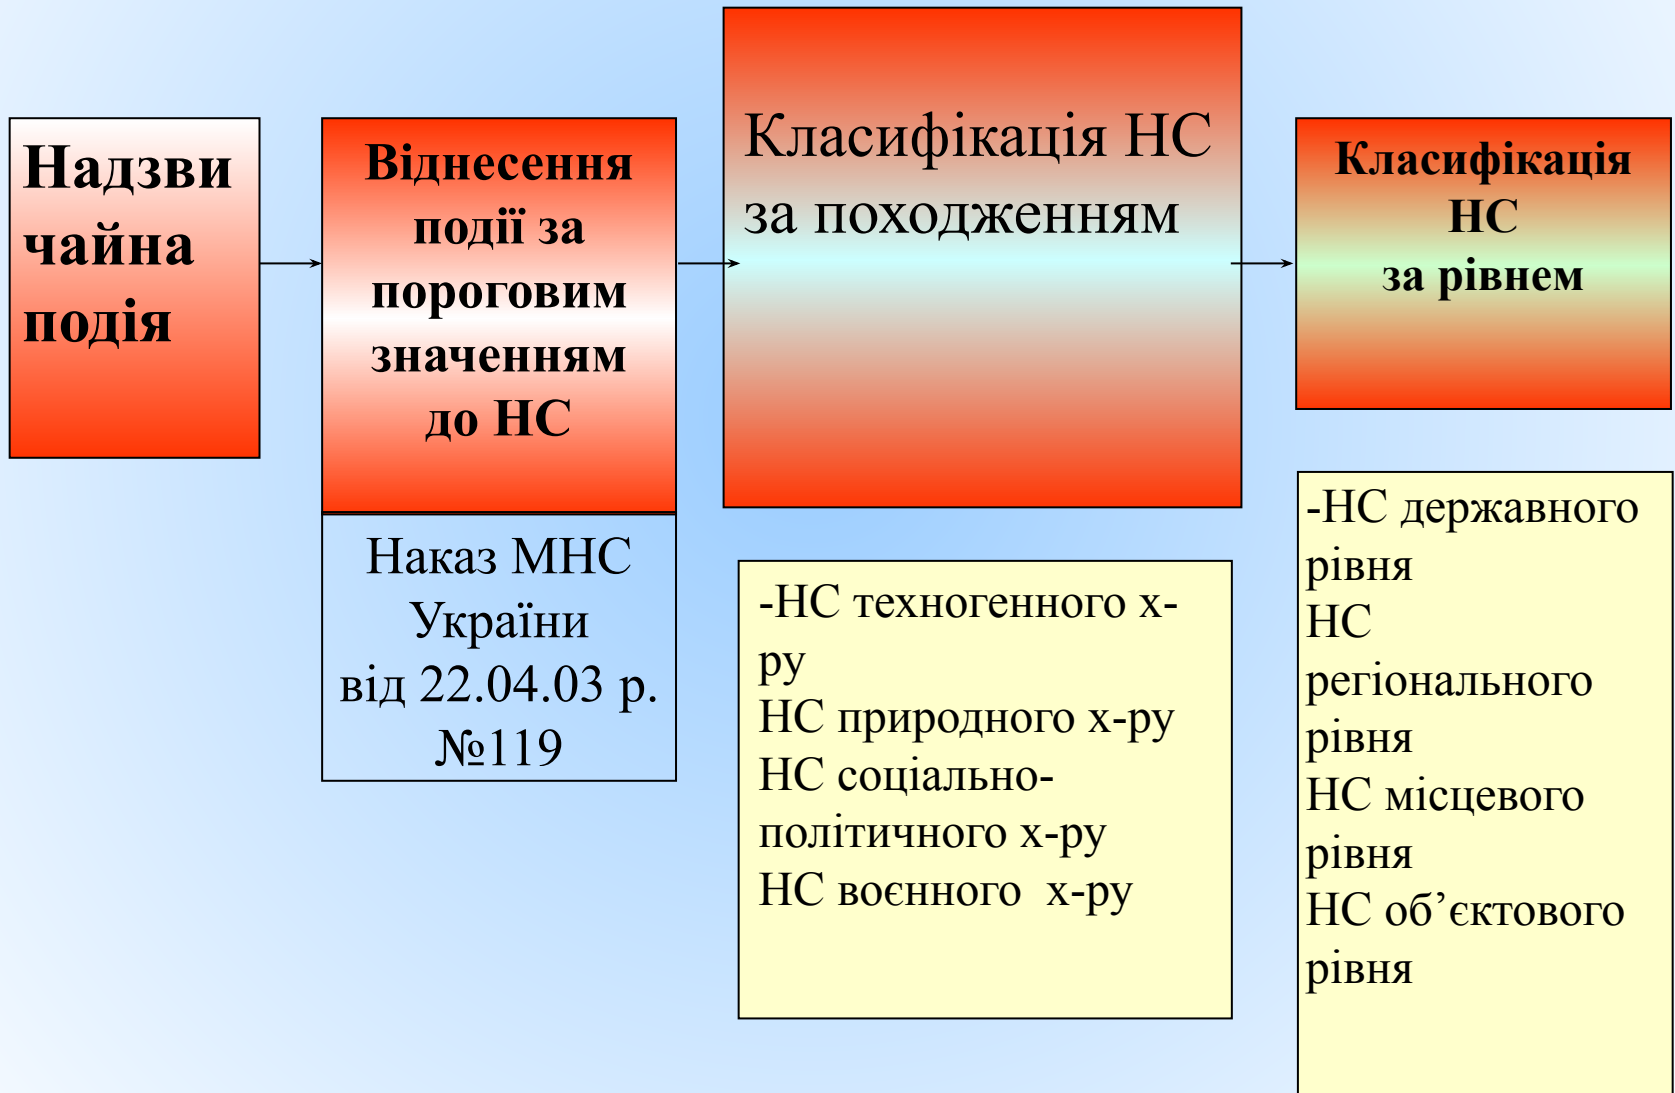 Надзви
чайна
подія
Віднесення
події за
пороговим
значенням
до НС
Наказ МНС
України
від 22.04.03 р.
№119
Класифікація НС
за походженням
-НС техногенного х-
ру
НС природного х-ру
НС соціально-
політичного х-ру
НС воєнного  х-ру
Класифікація
НС
за рівнем
-НС державного
рівня
НС
регіонального
рівня
НС місцевого
рівня
НС об’єктового
рівня